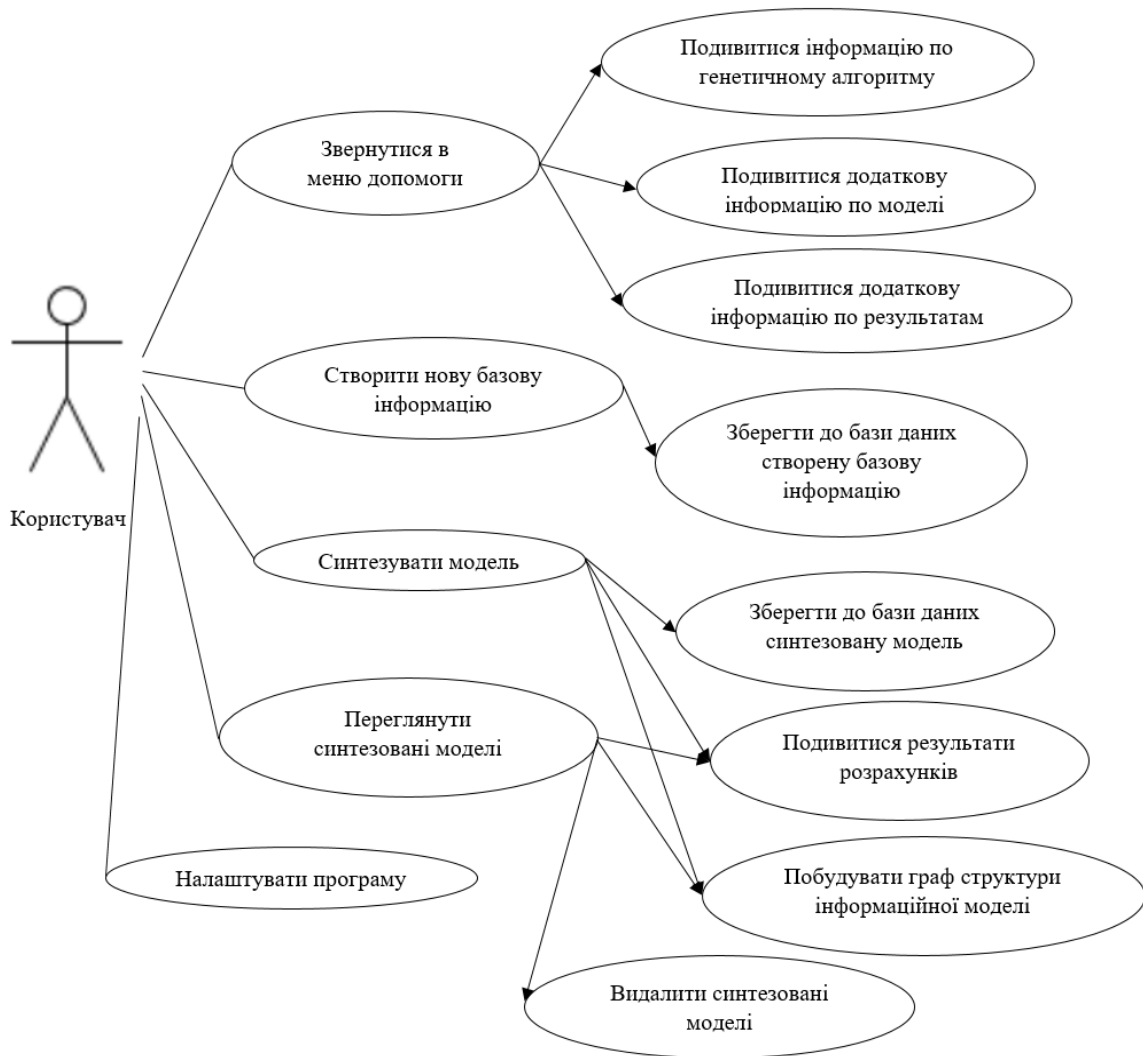 Подивитися інформацію по
генетичному алгоритму
Звернутися в
меню допомоги
Подивитися додаткову
інформацію по моделі
Подивитися додаткову
інформацію по результатам
Створити нову базову
інформацію
Зберегти до бази даних
створену базову
інформацію
Користувач
Синтезувати модель
Зберегти до бази даних
синтезовану модель
Переглянути
синтезовані моделі
Подивитися результати
розрахунків
Налаштувати програму
Побудувати граф структури
інформаційної моделі
Видалити синтезовані
моделі